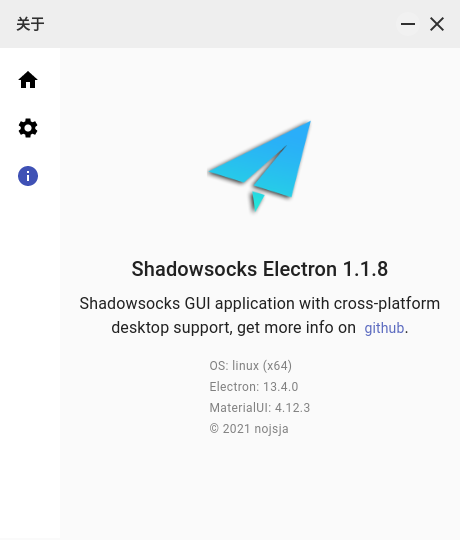 关于
Shadowsocks Electron 1.1.8
Shadowsocks GUI application with cross-platform
desktop support, get more info on github.
OS: linux (x64)
Electron: 13.4.0
MaterialUI: 4.12.3
© 2021 nojsja